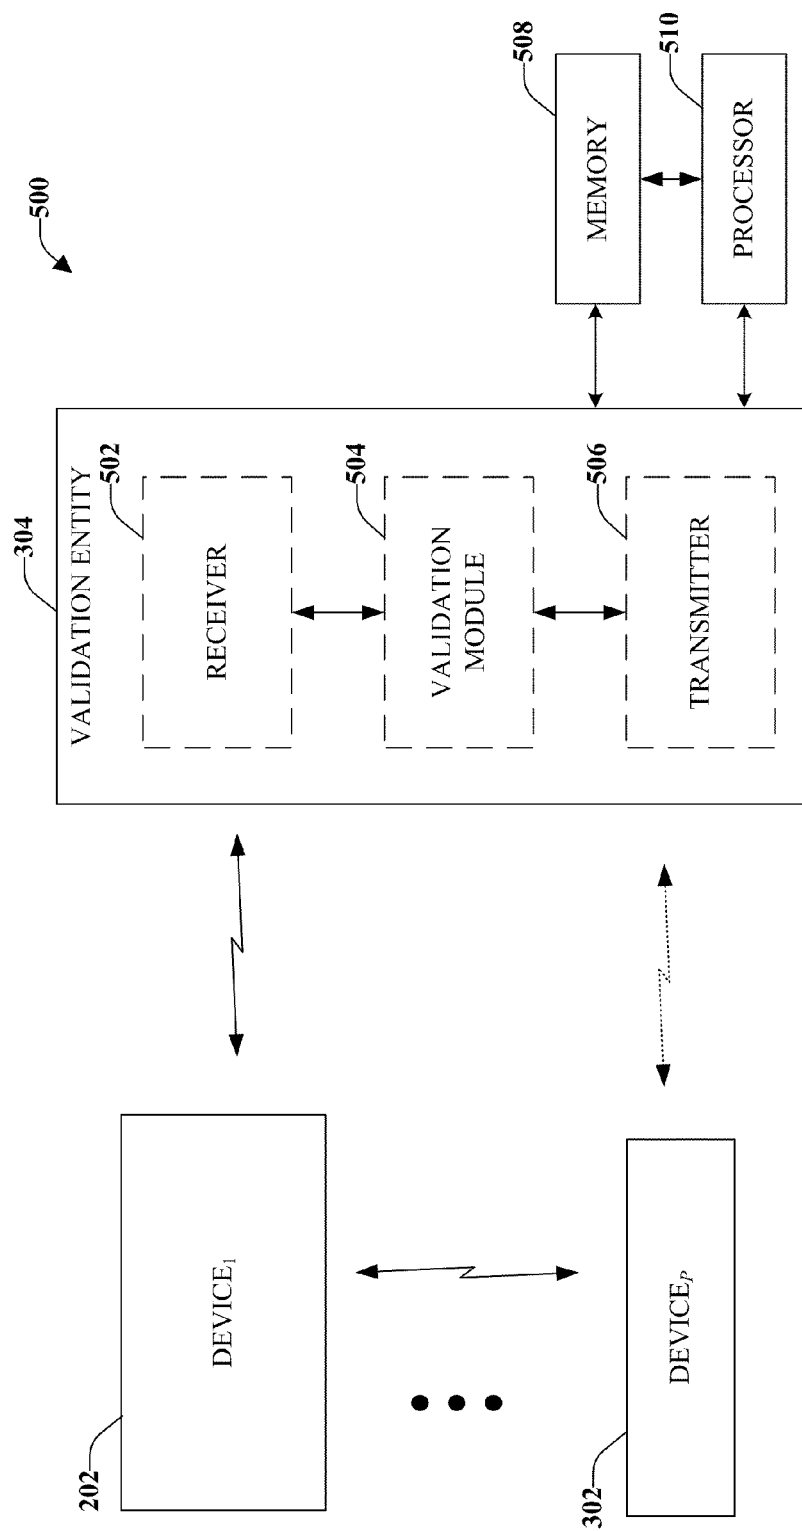 500
304
VALIDATION ENTITY
502
RECEIVER
504
VALIDATION
MODULE
506
TRANSMITTER
508
MEMORY
510
PROCESSOR
202
DEVICE1
302
DEVICEP